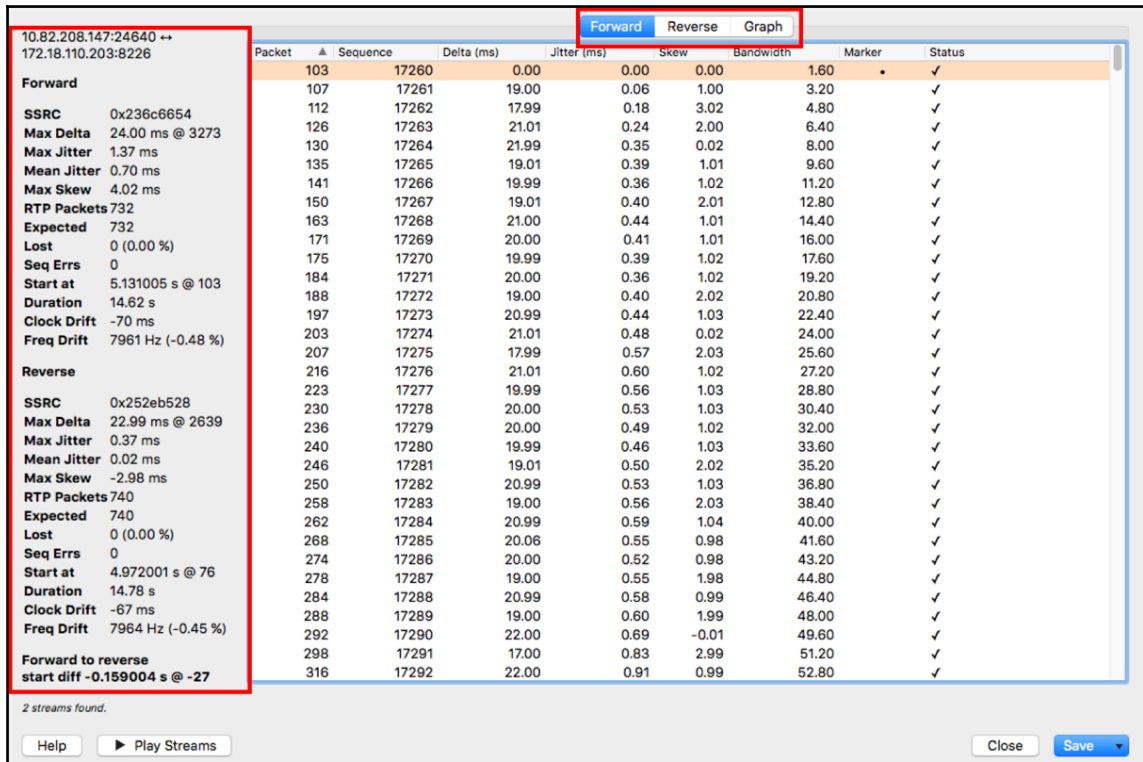 10.82.208.147:24640 ↔
172.18.110.203:8226
Forward
SSRC 0x236c6654
Max Delta 24.00 ms @ 3273
Max Jitter 1.37 ms
Mean Jitter 0.70 ms
Max Skew 4.02 ms
RTP Packets 732
Expected 732
Lost 0 (0.00 %)
Seq Errs 0
Start at 5.131005 s @ 103
Duration 14.62 s
Clock Drift -70 ms
Freq Drift 7961 Hz (-0.48 %)
Reverse
SSRC 0x252eb528
Max Delta 22.99 ms @ 2639
Max Jitter 0.37 ms
Mean Jitter 0.02 ms
Max Skew -2.98 ms
RTP Packets 740
Expected 740
Lost 0 (0.00 %)
Seq Errs 0
Start at 4.972001 s @ 76
Duration 14.78 s
Clock Drift -67 ms
Freq Drift 7964 Hz (-0.45 %)
Forward to reverse
start diff -0.159004 s @ -27
Forward Reverse Graph
Packet ▲ Sequence Delta (ms) Jitter (ms) Skew Bandwidth Marker Status
103 17260 0.00 0.00 0.00 1.60 • ✓
107 17261 19.00 0.06 1.00 3.20 ✓
112 17262 17.99 0.18 3.02 4.80 ✓
126 17263 21.01 0.24 2.00 6.40 ✓
130 17264 21.99 0.35 0.02 8.00 ✓
135 17265 19.01 0.39 1.01 9.60 ✓
141 17266 19.99 0.36 1.02 11.20 ✓
150 17267 19.01 0.40 2.01 12.80 ✓
163 17268 21.00 0.44 1.01 14.40 ✓
171 17269 20.00 0.41 1.01 16.00 ✓
175 17270 19.99 0.39 1.02 17.60 ✓
184 17271 20.00 0.36 1.02 19.20 ✓
188 17272 19.00 0.40 2.02 20.80 ✓
197 17273 20.99 0.44 1.03 22.40 ✓
203 17274 21.01 0.48 0.02 24.00 ✓
207 17275 17.99 0.57 2.03 25.60 ✓
216 17276 21.01 0.60 1.02 27.20 ✓
223 17277 19.99 0.56 1.03 28.80 ✓
230 17278 20.00 0.53 1.03 30.40 ✓
236 17279 20.00 0.49 1.02 32.00 ✓
240 17280 19.99 0.46 1.03 33.60 ✓
246 17281 19.01 0.50 2.02 35.20 ✓
250 17282 20.99 0.53 1.03 36.80 ✓
258 17283 19.00 0.56 2.03 38.40 ✓
262 17284 20.99 0.59 1.04 40.00 ✓
268 17285 20.06 0.55 0.98 41.60 ✓
274 17286 20.00 0.52 0.98 43.20 ✓
278 17287 19.00 0.55 1.98 44.80 ✓
284 17288 20.99 0.58 0.99 46.40 ✓
288 17289 19.00 0.60 1.99 48.00 ✓
292 17290 22.00 0.69 -0.01 49.60 ✓
298 17291 17.00 0.83 2.99 51.20 ✓
316 17292 22.00 0.91 0.99 52.80 ✓
2 streams found.
Help ▶ Play Streams Close Save ▼